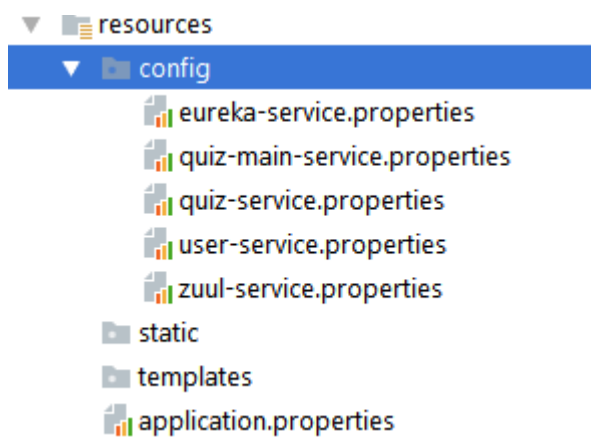 resources
config
eureka-service.properties
quiz-main-service.properties
quiz-service.properties
user-service.properties
zuul-service.properties
static
templates
application.properties